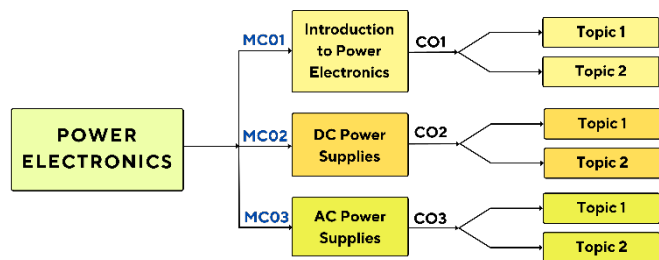 POWER
ELECTRONICS
MC01
Introduction
to Power
Electronics
CO1
Topic 1
Topic 2
MC02
DC Power
Supplies
CO2
Topic 1
Topic 2
MC03
AC Power
Supplies
CO3
Topic 1
Topic 2